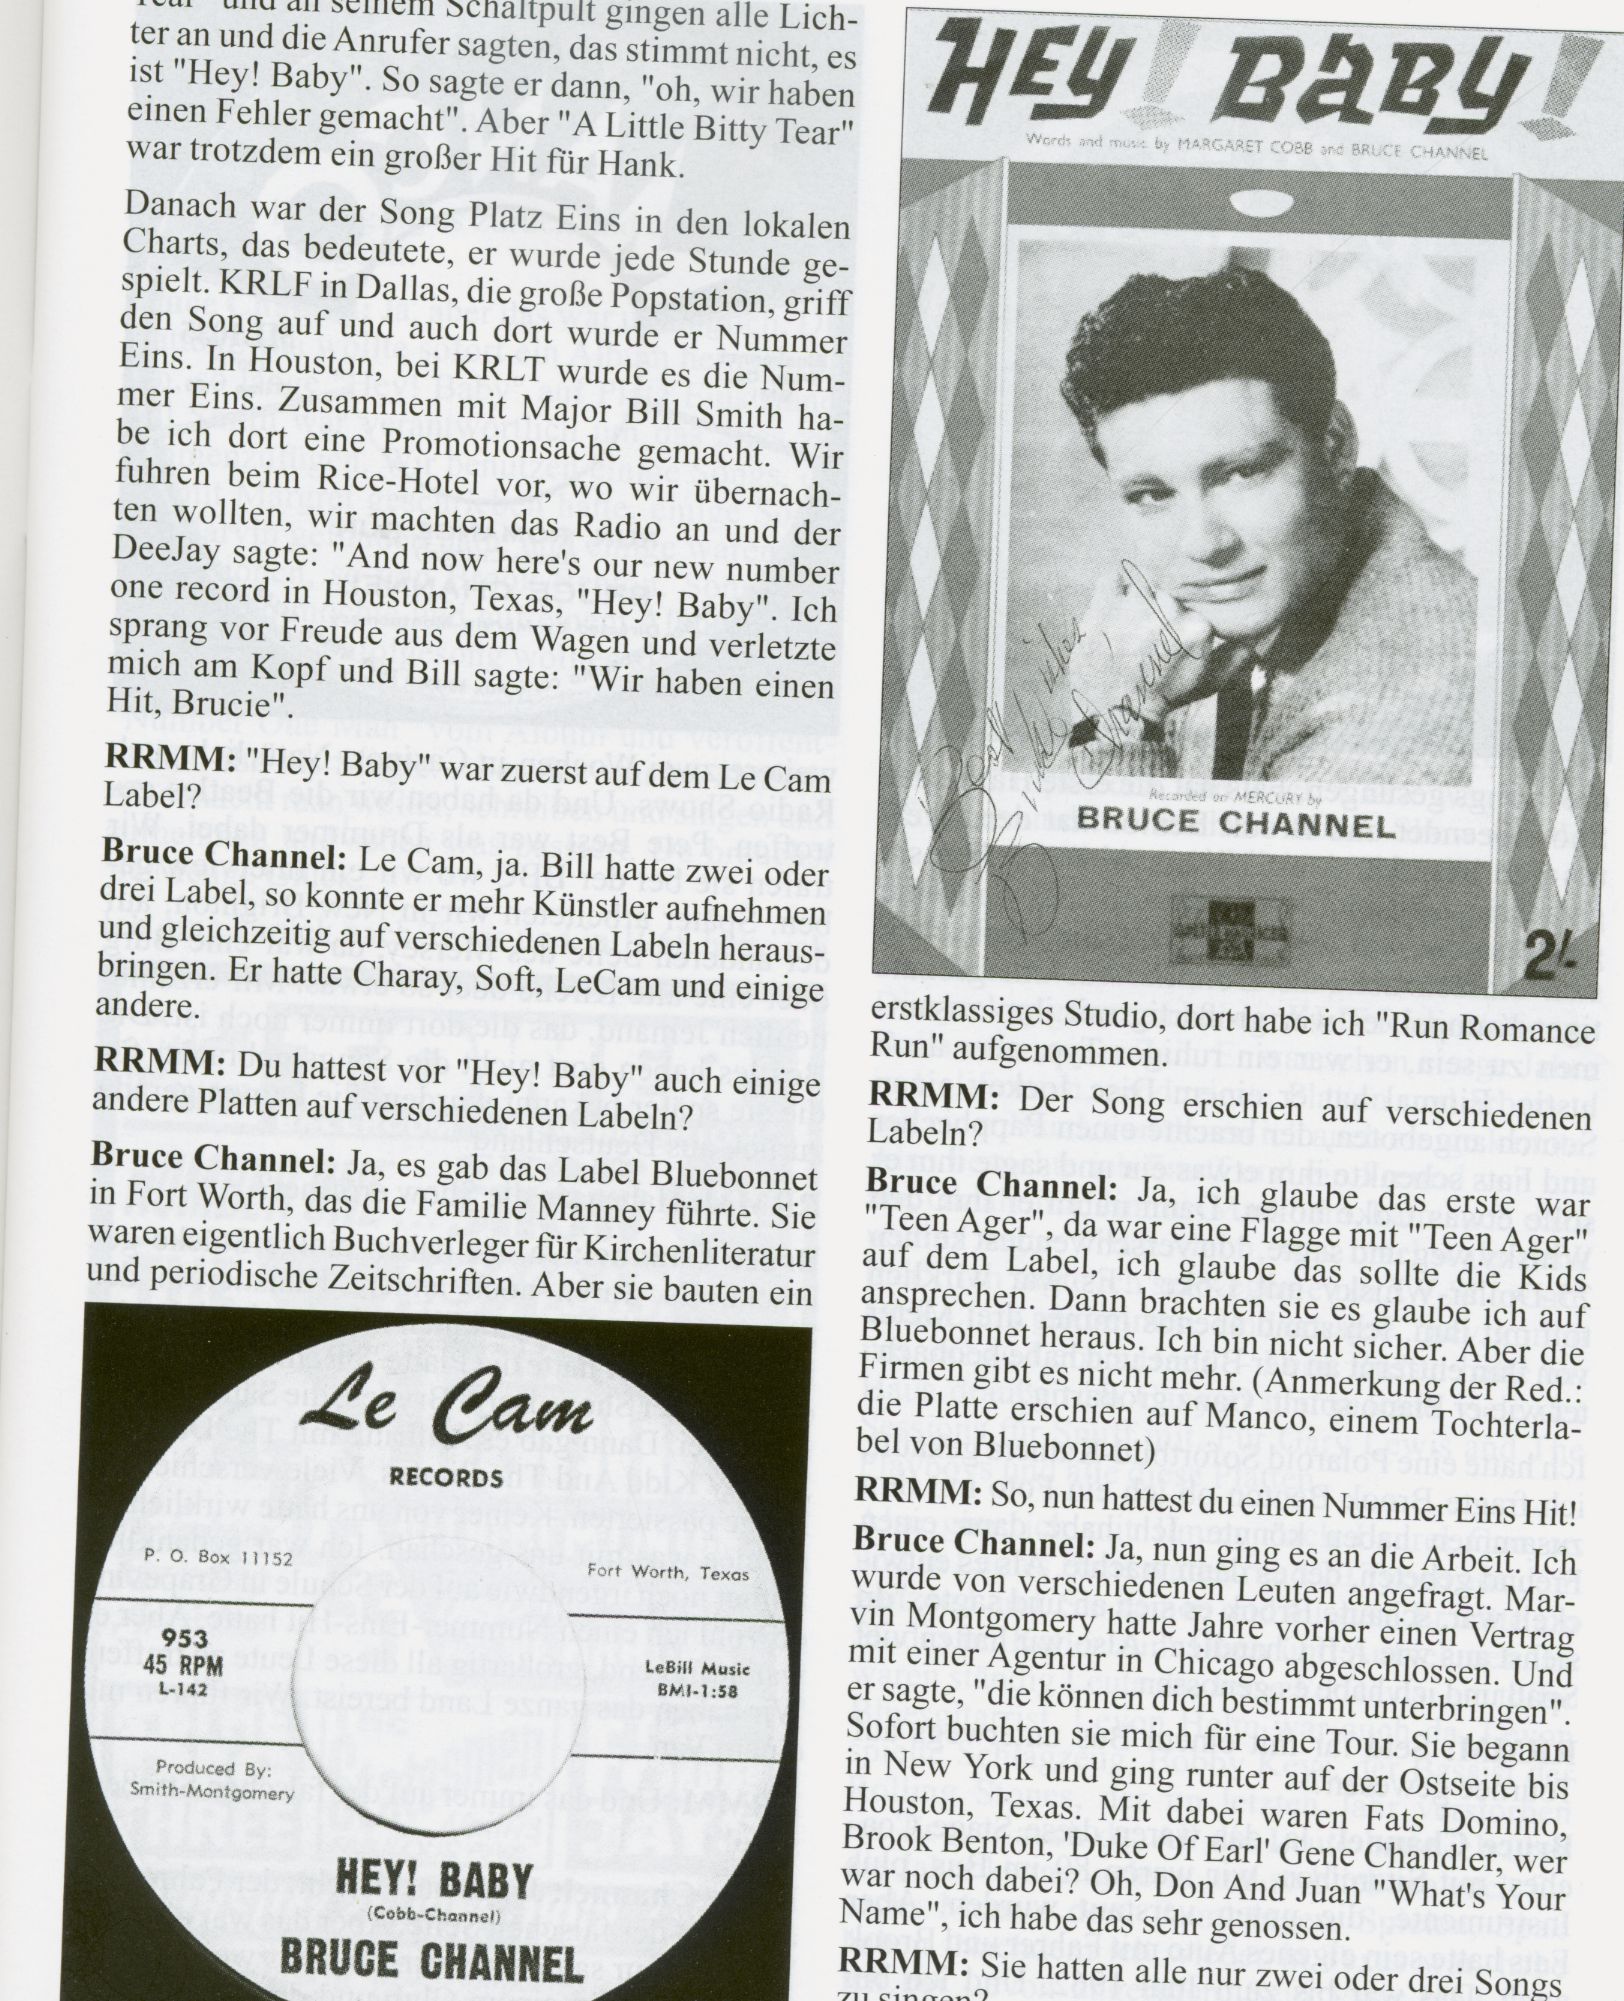 Tear" und an seinem Schaltpult gingen alle Lich-
ter an und die Anrufer sagten, das stimmt nicht, es
ist "Hey! Baby". So sagte er dann, "oh, wir haben
einen Fehler gemacht". Aber "A Little Bitty Tear"
war trotzdem ein großer Hit für Hank.
Danach war der Song Platz Eins in den lokalen
Charts, das bedeutete, er wurde jede Stunde ge-
spielt. KRLF in Dallas, die große Popstation, griff
den Song auf und auch dort wurde er Nummer
Eins. In Houston, bei KRLT wurde es die Num-
mer Eins. Zusammen mit Major Bill Smith ha-
be ich dort eine Promotionsache gemacht. Wir
fuhren beim Rice-Hotel vor, wo wir übernach-
ten wollten, wir machten das Radio an und der
DeeJay sagte: "And now here's our new number
one record in Houston, Texas, "Hey! Baby". Ich
sprang vor Freude aus dem Wagen und verletzte
mich am Kopf und Bill sagte: "Wir haben einen
Hit, Brucie".
RRMM: "Hey! Baby" war zuerst auf dem Le Cam
Label?
Bruce Channel: Le Cam, ja. Bill hatte zwei oder
drei Label, so konnte er mehr Künstler aufnehmen
und gleichzeitig auf verschiedenen Labeln heraus-
bringen. Er hatte Charay, Soft, LeCam und einige
andere.
RRMM: Du hattest vor "Hey! Baby" auch einige
andere Platten auf verschiedenen Labeln?
Bruce Channel: Ja, es gab das Label Bluebonnet
in Fort Worth, das die Familie Manney führte. Sie
waren eigentlich Buchverleger für Kirchenliteratur
und periodische Zeitschriften. Aber sie bauten ein
Le Cam
RECORDS
P. O. Box 11152
Fort Worth, Texas
953
45 RPM
L-142
LeBill Music
BMI-1:58
Produced By:
Smith-Montgomery
HEY! BABY
(Cobb-Channel)
BRUCE CHANNEL
HEY! BABY!
Words and music by MARGARET COBB and BRUCE CHANNEL
Best wishes
Bruce Channel
Recorded on MERCURY by
BRUCE CHANNEL
2/-
erstklassiges Studio, dort habe ich "Run Romance
Run" aufgenommen.
RRMM: Der Song erschien auf verschiedenen
Labeln?
Bruce Channel: Ja, ich glaube das erste war
"Teen Ager", da war eine Flagge mit "Teen Ager"
auf dem Label, ich glaube das sollte die Kids
ansprechen. Dann brachten sie es glaube ich auf
Bluebonnet heraus. Ich bin nicht sicher. Aber die
Firmen gibt es nicht mehr. (Anmerkung der Red.:
die Platte erschien auf Manco, einem Tochterla-
bel von Bluebonnet)
RRMM: So, nun hattest du einen Nummer Eins Hit!
Bruce Channel: Ja, nun ging es an die Arbeit. Ich
wurde von verschiedenen Leuten angefragt. Mar-
vin Montgomery hatte Jahre vorher einen Vertrag
mit einer Agentur in Chicago abgeschlossen. Und
er sagte, "die können dich bestimmt unterbringen".
Sofort buchten sie mich für eine Tour. Sie begann
in New York und ging runter auf der Ostseite bis
Houston, Texas. Mit dabei waren Fats Domino,
Brook Benton, 'Duke Of Earl' Gene Chandler, wer
war noch dabei? Oh, Don And Juan "What's Your
Name", ich habe das sehr genossen.
RRMM: Sie hatten alle nur zwei oder drei Songs
zu singen?